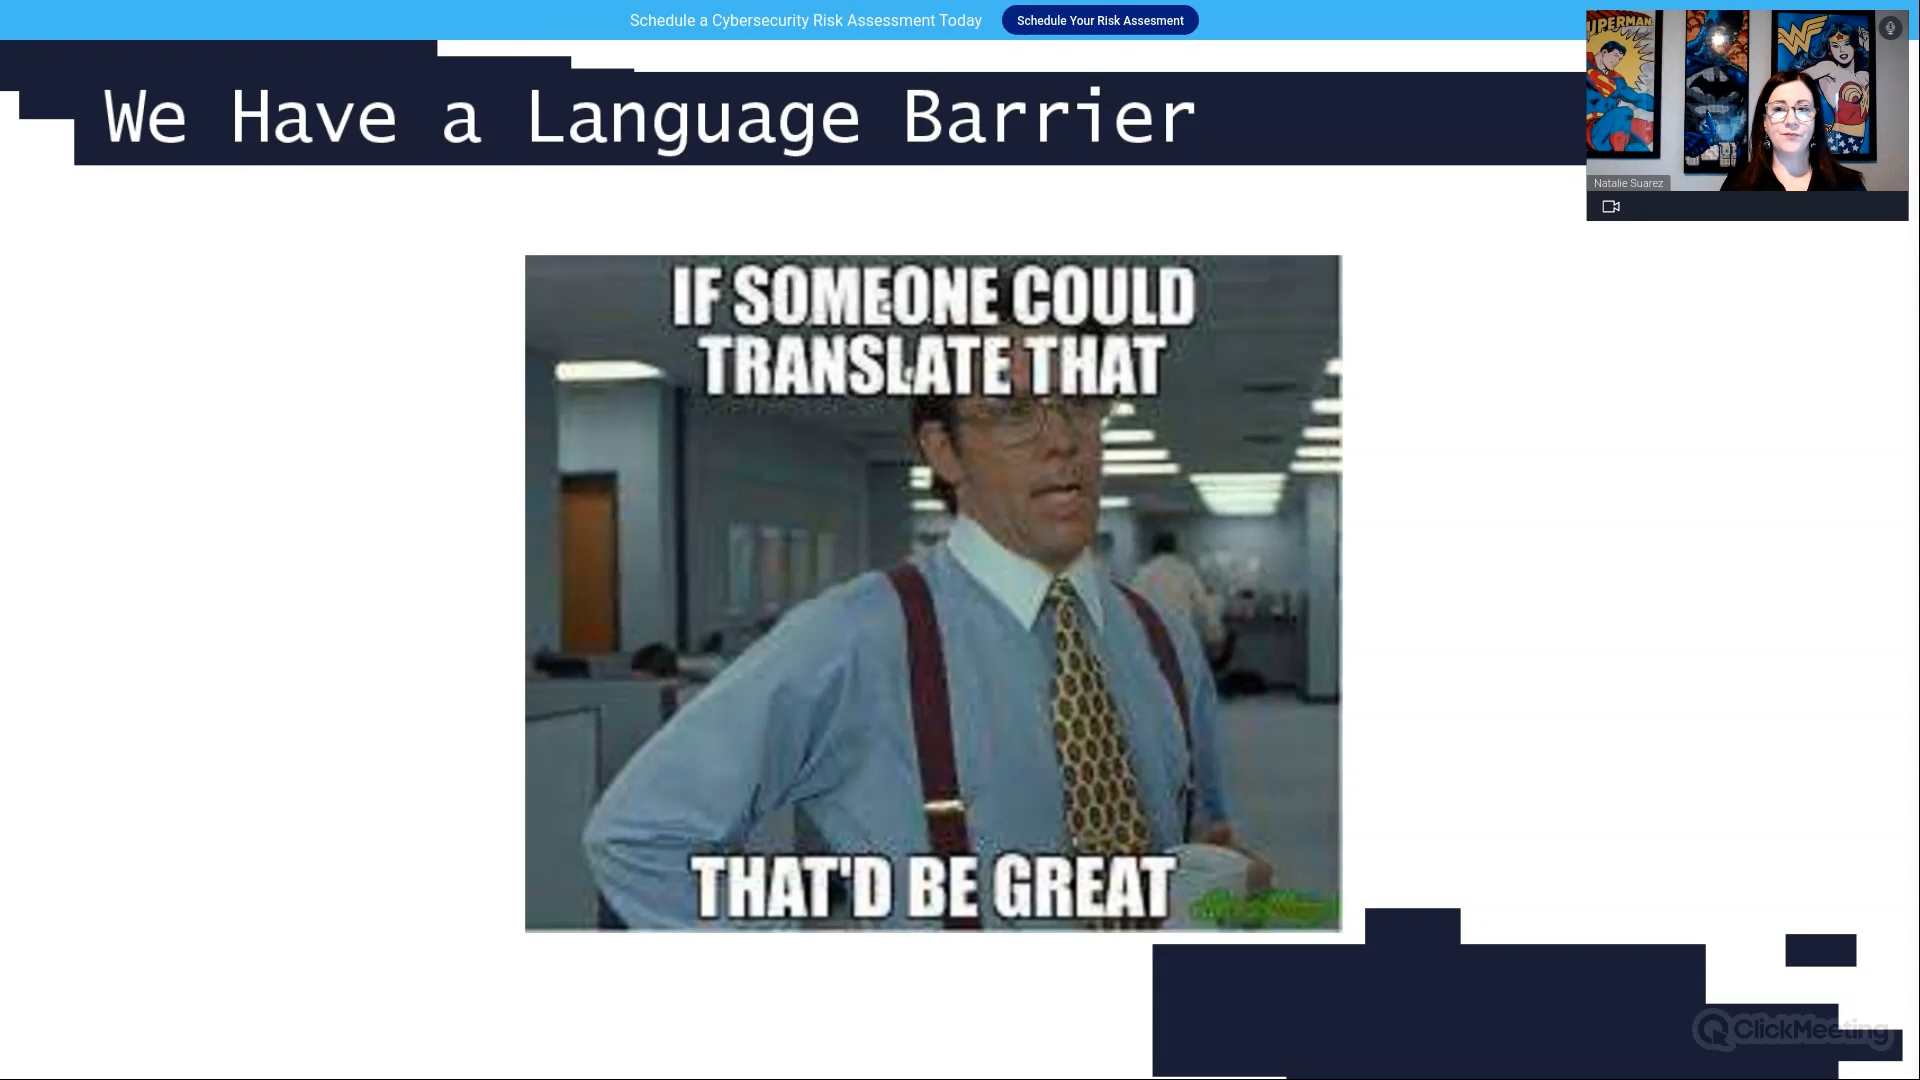 Schedule a Cybersecurity Risk Assessment Today
Schedule Your Risk Assesment
SUPERMAN
We Have a Language Barrier
Natalie Suarez
IF SOMEONE COULD
TRANSLATE THAT
THAT'D BE GREAT
ClickMeeting